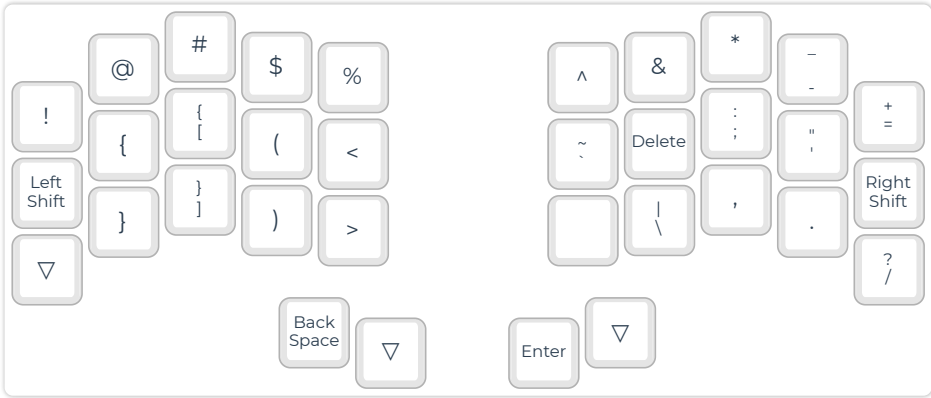 ! @ # $ % ^ & * _ +
- =
Left { { ( < ~ Delete : " Right
Shift [ ` ; ' Shift
▽ } } ) > | , . ?
] \ /
Back
Space ▽ Enter ▽